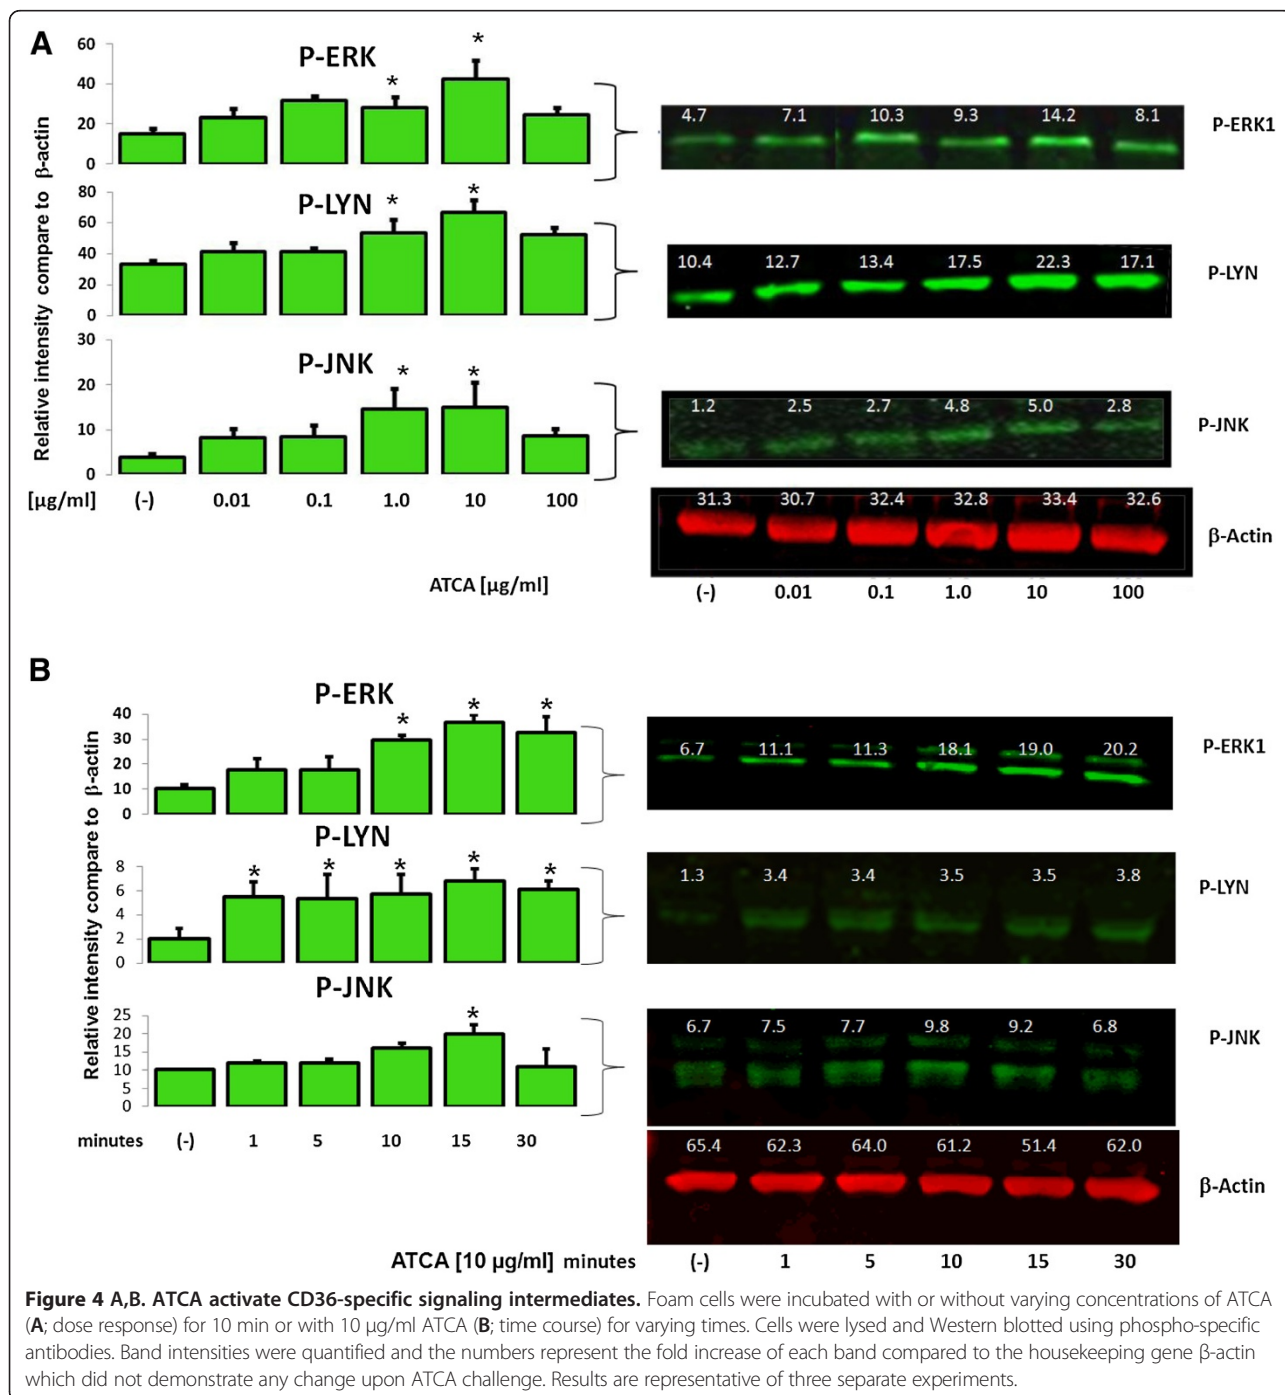 A
P-ERK
*
*
60
40
20
0
P-LYN
*
*
80
60
40
20
0
P-JNK
*
*
30
20
10
0
Relative intensity compare to β-actin
[µg/ml] (-) 0.01 0.1 1.0 10 100
4.7 7.1 10.3 9.3 14.2 8.1
P-ERK1
10.4 12.7 13.4 17.5 22.3 17.1
P-LYN
1.2 2.5 2.7 4.8 5.0 2.8
P-JNK
31.3 30.7 32.4 32.8 33.4 32.6
β-Actin
ATCA [µg/ml] (-) 0.01 0.1 1.0 10 100
B
P-ERK
* * *
40
30
20
10
0
P-LYN
* * * * *
8
6
4
2
0
P-JNK
*
25
20
15
10
5
0
Relative intensity compare to β-actin
minutes (-) 1 5 10 15 30
6.7 11.1 11.3 18.1 19.0 20.2
P-ERK1
1.3 3.4 3.4 3.5 3.5 3.8
P-LYN
6.7 7.5 7.7 9.8 9.2 6.8
P-JNK
65.4 62.3 64.0 61.2 51.4 62.0
β-Actin
ATCA [10 µg/ml] minutes (-) 1 5 10 15 30
Figure 4 A,B. ATCA activate CD36-specific signaling intermediates. Foam cells were incubated with or without varying concentrations of ATCA
(A; dose response) for 10 min or with 10 µg/ml ATCA (B; time course) for varying times. Cells were lysed and Western blotted using phospho-specific
antibodies. Band intensities were quantified and the numbers represent the fold increase of each band compared to the housekeeping gene β-actin
which did not demonstrate any change upon ATCA challenge. Results are representative of three separate experiments.